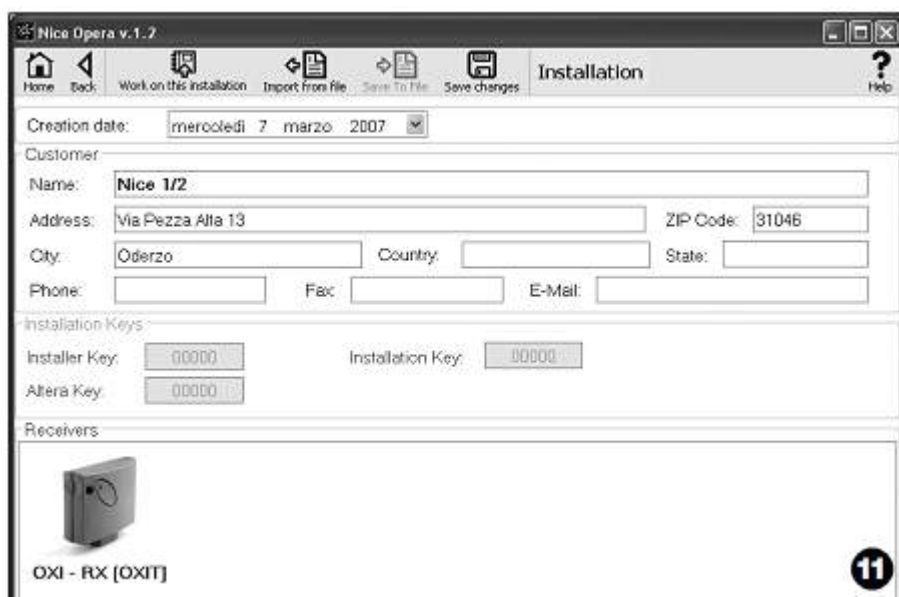 Nice Opera v.1.2
Home Back Work on this installation Import from file Save To File Save changes Installation Help
Creation date: mercoledì 7 marzo 2007
Customer
Name: Nice 1/2
Address: Via Pezza Alta 13 ZIP Code: 31046
City: Oderzo Country: State:
Phone: Fax: E-Mail:
Installation Keys
Installer Key: 00000 Installation Key: 00000
Altera Key: 00000
Receivers
OXI - RX [OXIT]
11